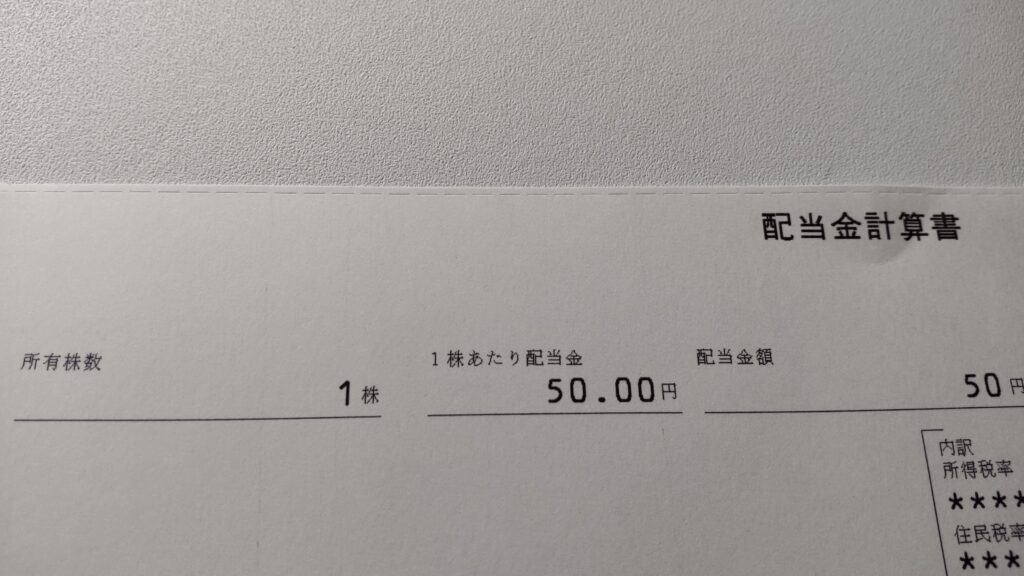 配当金計算書
所有株数
1株
1株あたり配当金
50.00円
配当金額
50円
内訳
所得税率
****
住民税率
***